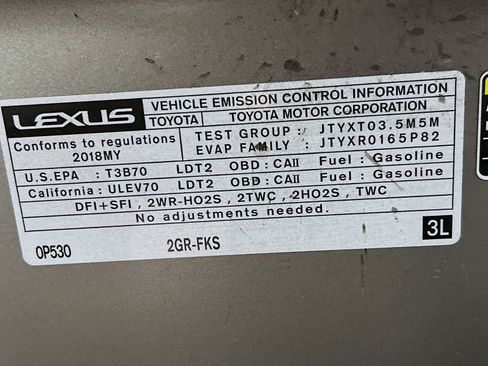 LEXUS VEHICLE EMISSION CONTROL INFORMATION
TOYOTA TOYOTA MOTOR CORPORATION
Conforms to regulations TEST GROUP : JTYXT03.5M5M
2018MY EVAP FAMILY : JTYXR0165P82
U.S.EPA : T3B70 LDT2 OBD : CAII Fuel : Gasoline
California : ULEV70 LDT2 OBD : CAII Fuel : Gasoline
DFI+SFI , 2WR-HO2S , 2TWC , 2HO2S , TWC
No adjustments needed.
0P530 2GR-FKS 3L